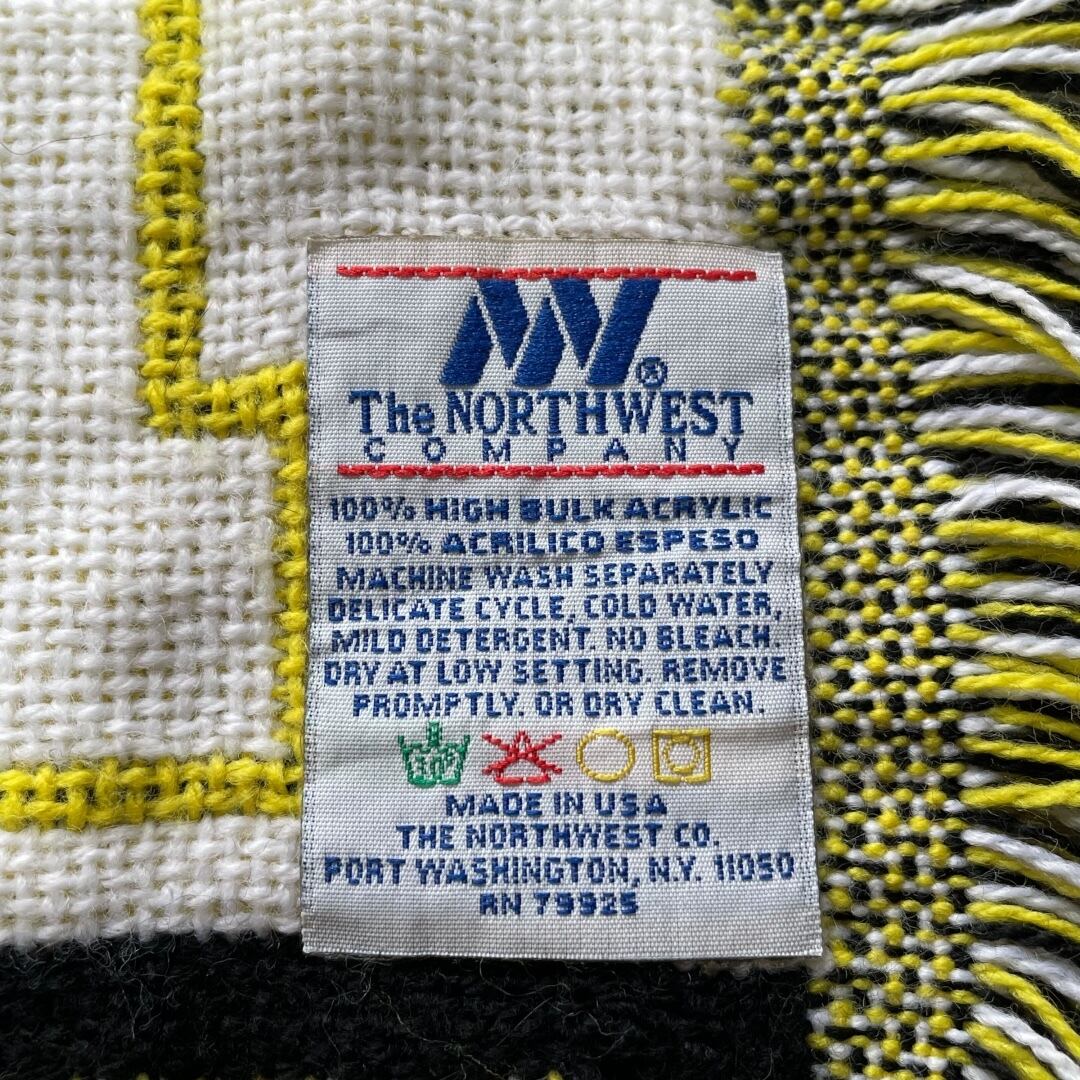 ®
The NORTHWEST
COMPANY
100% HIGH BULK ACRYLIC
100% ACRILICO ESPESO
MACHINE WASH SEPARATELY
DELICATE CYCLE, COLD WATER,
MILD DETERGENT. NO BLEACH.
DRY AT LOW SETTING. REMOVE
PROMPTLY. OR DRY CLEAN.
MADE IN USA
THE NORTHWEST CO.
PORT WASHINGTON, N.Y. 11050
RN 79925